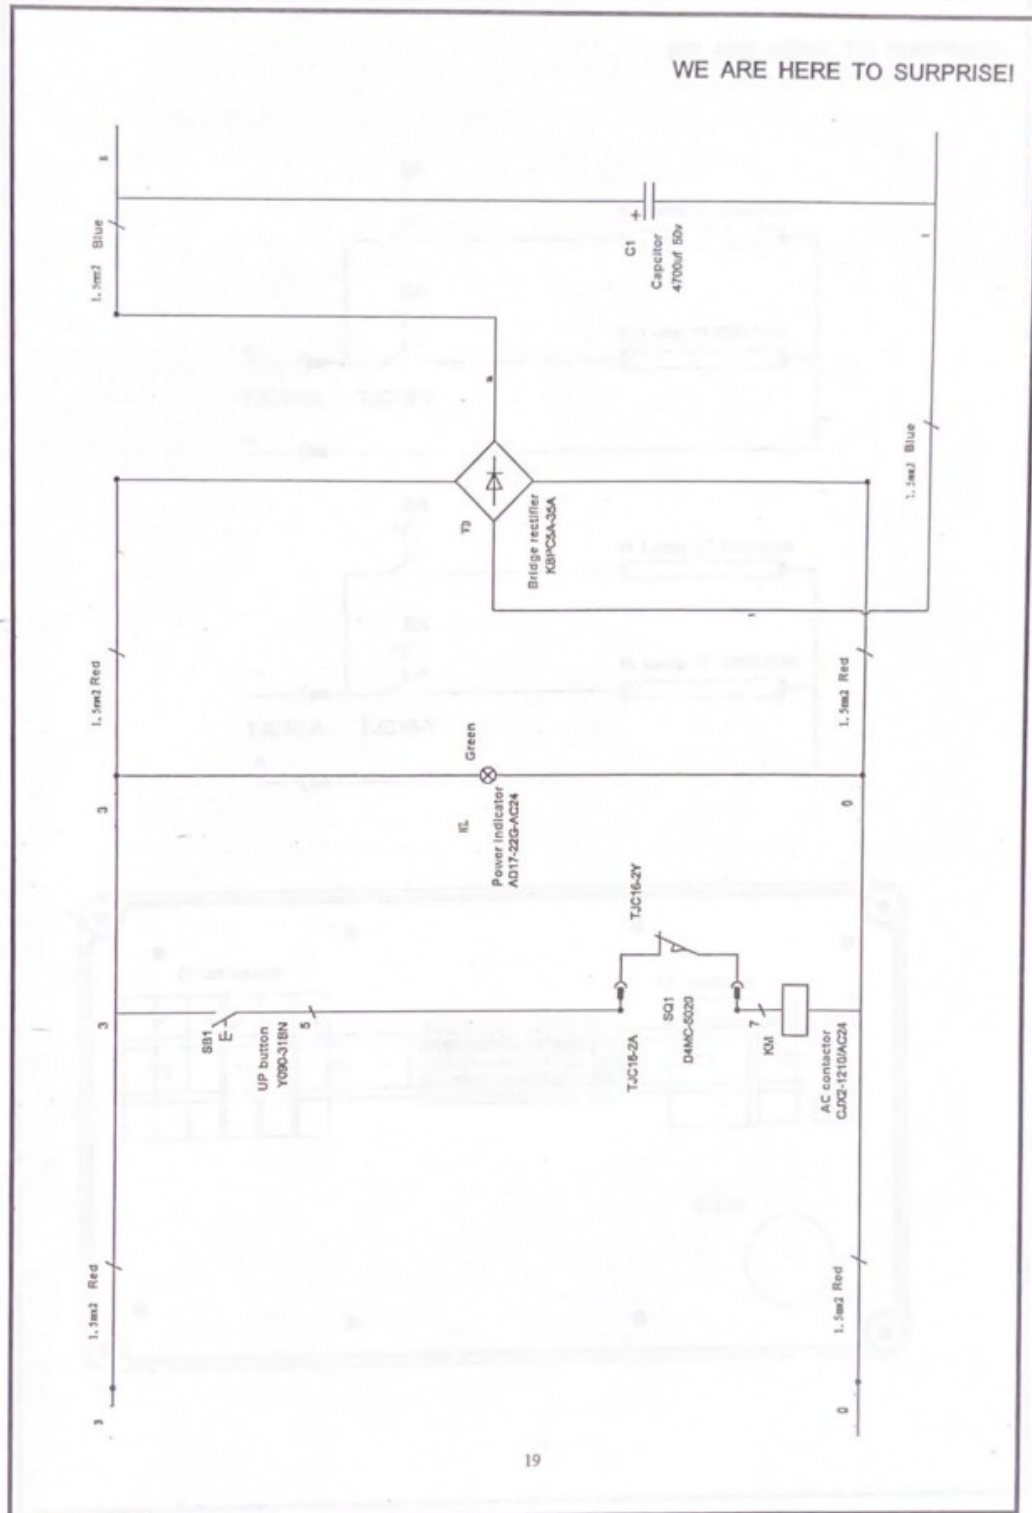 WE ARE HERE TO SURPRISE!
3
1.5mm2 Red
3
SB1
UP button
Y090-31BN
5
TJC16-2A
TJC16-2Y
SQ1
D4MC-5020
7
KM
AC contactor
CJX2-1210/AC24
0
1.5mm2 Red
3
Green
Power indicator
AD17-22G-AC24
0
1.5mm2 Red
1.5mm2 Red
Bridge rectifier
KBPC5A-35A
1
1.5mm2 Blue
1.5mm2 Blue
C1
+
Capcitor
4700uf 50v
1
19